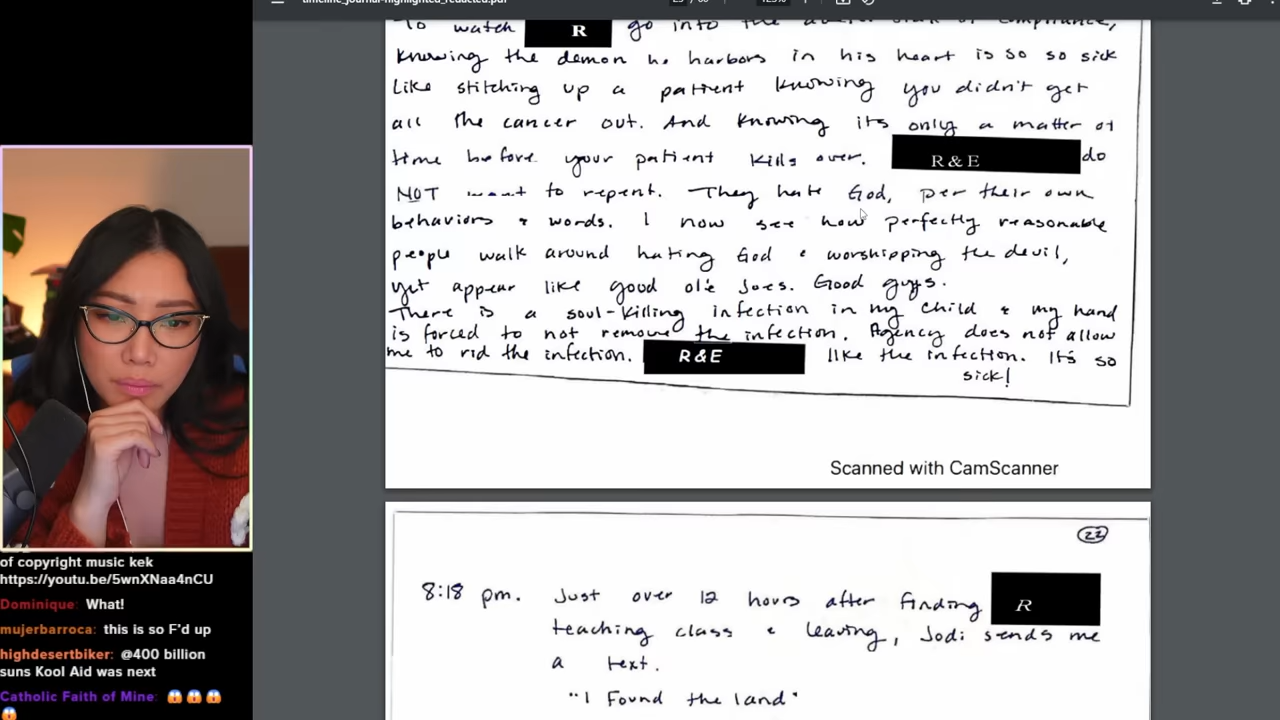 timeline_journal-highlighted_redacted.pdf
To watch R go into the state of compliance,
Knowing the demon he harbors in his heart is so so sick
Like stitching up a patient knowing you didn't get
all the cancer out. And knowing its only a matter of
time before your patient kills over. R & E do
NOT want to repent. They hate God, per their own
behaviors & words. I now see how perfectly reasonable
people walk around hating God & worshipping the devil,
yet appear like good ol'e Joes. Good guys.
There is a soul-killing infection in my child & my hand
is forced to not remove the infection. Agency does not allow
me to rid the infection. R & E like the infection. It's so
sick!
Scanned with CamScanner
22
8:18 pm. Just over 12 hours after finding R
teaching class & leaving, Jodi sends me
a text.
"I Found the land"
of copyright music kek
https://youtu.be/5wnXNaa4nCU
Dominique: What!
mujerbarroca: this is so F'd up
highdesertbiker: @400 billion
suns Kool Aid was next
Catholic Faith of Mine: 😱😱😱
😱